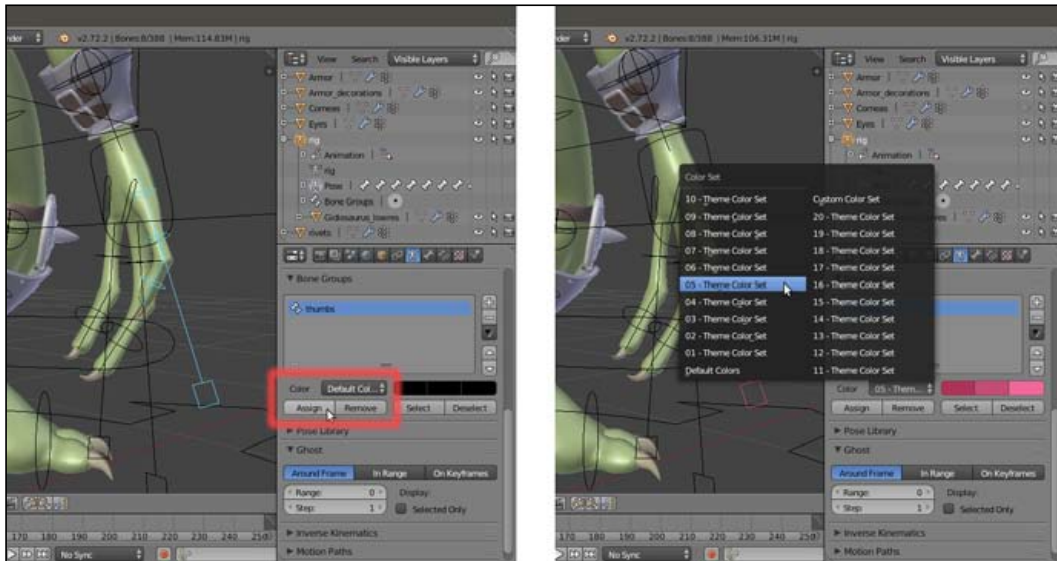 v2.72.2 | Bones:8/388 | Mem:114.83M | rig
View Search Visible Layers
Armor
Armor_decorations
Corneas
Eyes
rig
Animation
rig
Pose
Bone Groups
Gidiosaurus_lowres
rivets
Bone Groups
thumbs
Color Default Col...
Assign Remove Select Deselect
Pose Library
Ghost
Around Frame In Range On Keyframes
Range: 0 Display:
Step: 1 Selected Only
Inverse Kinematics
Motion Paths
170 180 190 200 210 220 230 240 250
No Sync
v2.72.2 | Bones:8/388 | Mem:106.31M | rig
View Search Visible Layers
Armor
Armor_decorations
Corneas
Eyes
rig
Animation
Color Set
10 - Theme Color Set Custom Color Set
09 - Theme Color Set 20 - Theme Color Set
08 - Theme Color Set 19 - Theme Color Set
07 - Theme Color Set 18 - Theme Color Set
06 - Theme Color Set 17 - Theme Color Set
05 - Theme Color Set 16 - Theme Color Set
04 - Theme Color Set 15 - Theme Color Set
03 - Theme Color Set 14 - Theme Color Set
02 - Theme Color Set 13 - Theme Color Set
01 - Theme Color Set 12 - Theme Color Set
Default Colors 11 - Theme Color Set
Color 05 - Them...
Assign Remove Select Deselect
Pose Library
Ghost
Around Frame In Range On Keyframes
Range: 0 Display:
Step: 1 Selected Only
Inverse Kinematics
Motion Paths
170 180 190 200 210 220 230 240 250
No Sync